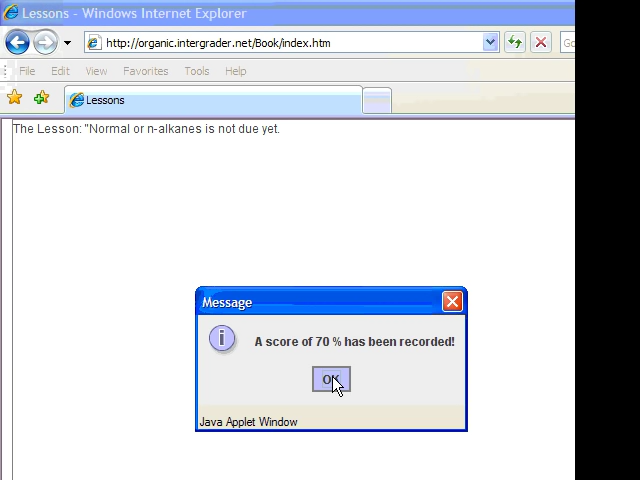 Lessons - Windows Internet Explorer
http://organic.intergrader.net/Book/index.htm
Go
File Edit View Favorites Tools Help
Lessons
The Lesson: "Normal or n-alkanes is not due yet.
Message
A score of 70 % has been recorded!
OK
Java Applet Window